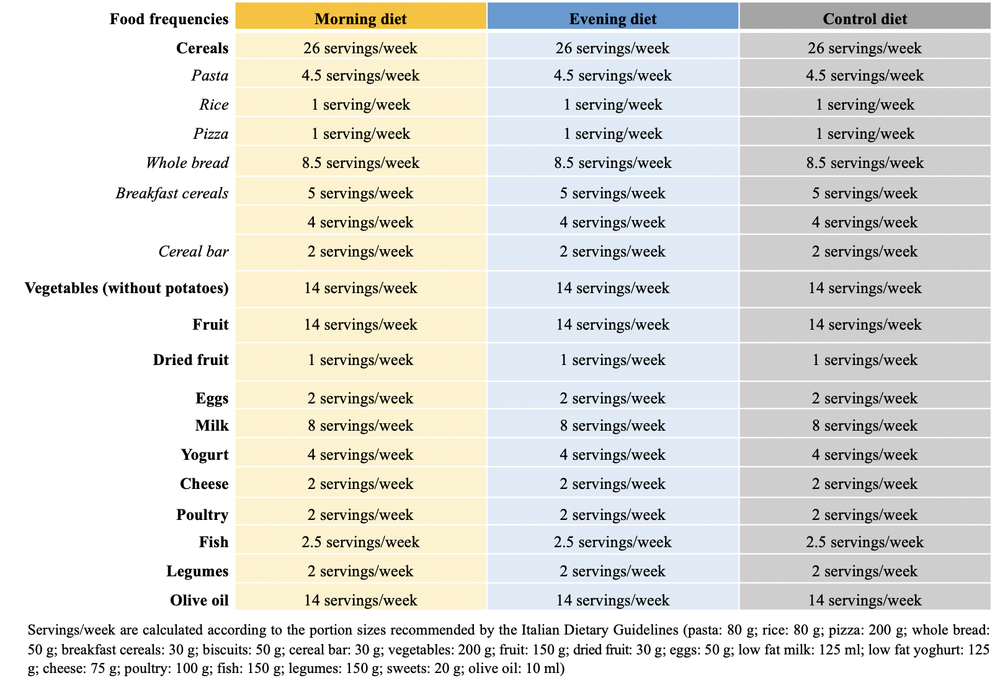 Food frequencies Morning diet Evening diet Control diet
Cereals 26 servings/week 26 servings/week 26 servings/week
Pasta 4.5 servings/week 4.5 servings/week 4.5 servings/week
Rice 1 serving/week 1 serving/week 1 serving/week
Pizza 1 serving/week 1 serving/week 1 serving/week
Whole bread 8.5 servings/week 8.5 servings/week 8.5 servings/week
Breakfast cereals 5 servings/week 5 servings/week 5 servings/week
4 servings/week 4 servings/week 4 servings/week
Cereal bar 2 servings/week 2 servings/week 2 servings/week
Vegetables (without potatoes) 14 servings/week 14 servings/week 14 servings/week
Fruit 14 servings/week 14 servings/week 14 servings/week
Dried fruit 1 servings/week 1 servings/week 1 servings/week
Eggs 2 servings/week 2 servings/week 2 servings/week
Milk 8 servings/week 8 servings/week 8 servings/week
Yogurt 4 servings/week 4 servings/week 4 servings/week
Cheese 2 servings/week 2 servings/week 2 servings/week
Poultry 2 servings/week 2 servings/week 2 servings/week
Fish 2.5 servings/week 2.5 servings/week 2.5 servings/week
Legumes 2 servings/week 2 servings/week 2 servings/week
Olive oil 14 servings/week 14 servings/week 14 servings/week
Servings/week are calculated according to the portion sizes recommended by the Italian Dietary Guidelines (pasta: 80 g; rice: 80 g; pizza: 200 g; whole bread:
50 g; breakfast cereals: 30 g; biscuits: 50 g; cereal bar: 30 g; vegetables: 200 g; fruit: 150 g; dried fruit: 30 g; eggs: 50 g; low fat milk: 125 ml; low fat yoghurt: 125
g; cheese: 75 g; poultry: 100 g; fish: 150 g; legumes: 150 g; sweets: 20 g; olive oil: 10 ml)